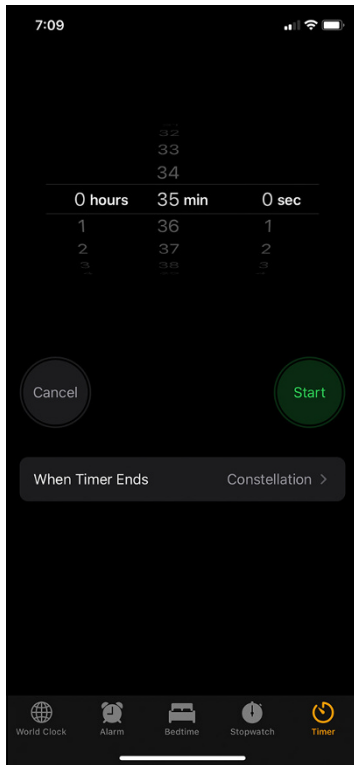 7:09
32
33
34
0 hours 35 min 0 sec
1 36 1
2 37 2
3 38 3
Cancel Start
When Timer Ends Constellation >
World Clock Alarm Bedtime Stopwatch Timer